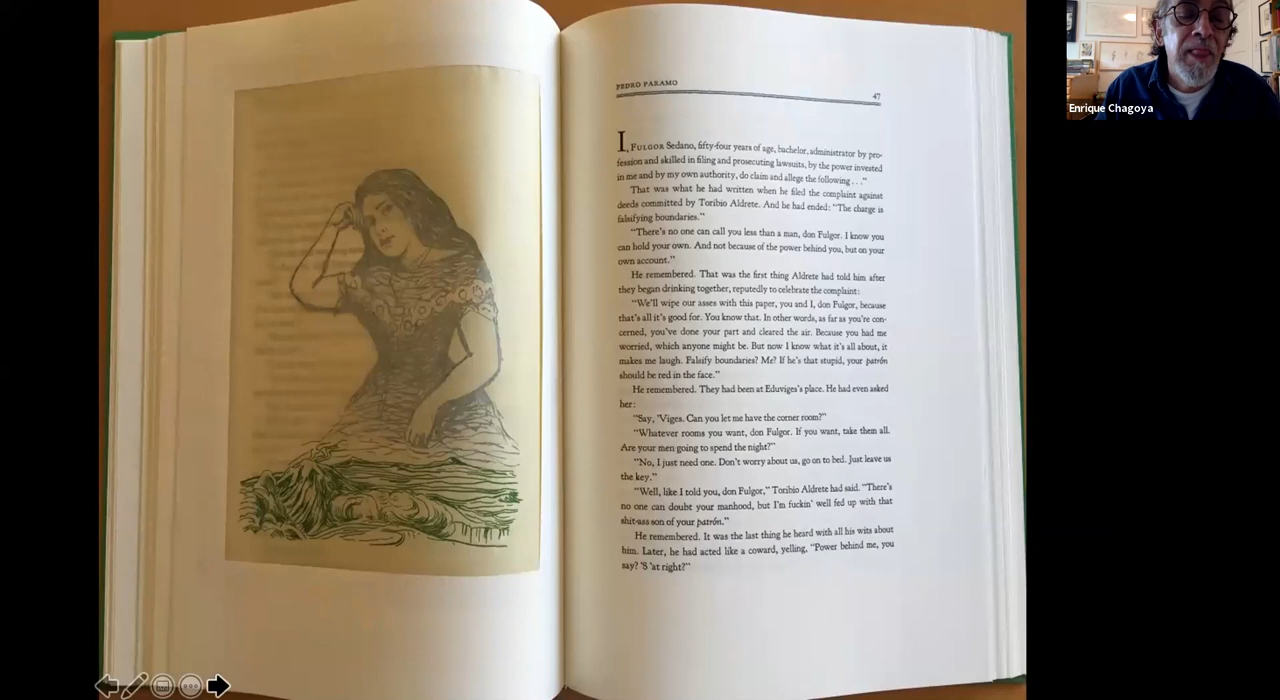 PEDRO PARAMO
47
I, FULGOR Sedano, fifty-four years of age, bachelor, administrator by pro-
fession and skilled in filing and prosecuting lawsuits, by the power invested
in me and by my own authority, do claim and allege the following . . ."
That was what he had written when he filed the complaint against
deeds committed by Toribio Aldrete. And he had ended: "The charge is
falsifying boundaries."
"There's no one can call you less than a man, don Fulgor. I know you
can hold your own. And not because of the power behind you, but on your
own account."
He remembered. That was the first thing Aldrete had told him after
they began drinking together, reputedly to celebrate the complaint:
"We'll wipe our asses with this paper, you and I, don Fulgor, because
that's all it's good for. You know that. In other words, as far as you're con-
cerned, you've done your part and cleared the air. Because you had me
worried, which anyone might be. But now I know what it's all about, it
makes me laugh. Falsify boundaries? Me? If he's that stupid, your patrón
should be red in the face."
He remembered. They had been at Eduviges's place. He had even asked
her:
"Say, 'Viges. Can you let me have the corner room?"
"Whatever rooms you want, don Fulgor. If you want, take them all.
Are your men going to spend the night?"
"No, I just need one. Don't worry about us, go on to bed. Just leave us
the key."
"Well, like I told you, don Fulgor," Toribio Aldrete had said. "There's
no one can doubt your manhood, but I'm fuckin' well fed up with that
shit-ass son of your patrón."
He remembered. It was the last thing he heard with all his wits about
him. Later, he had acted like a coward, yelling, "Power behind me, you
say? 'S 'at right?"
Enrique Chagoya